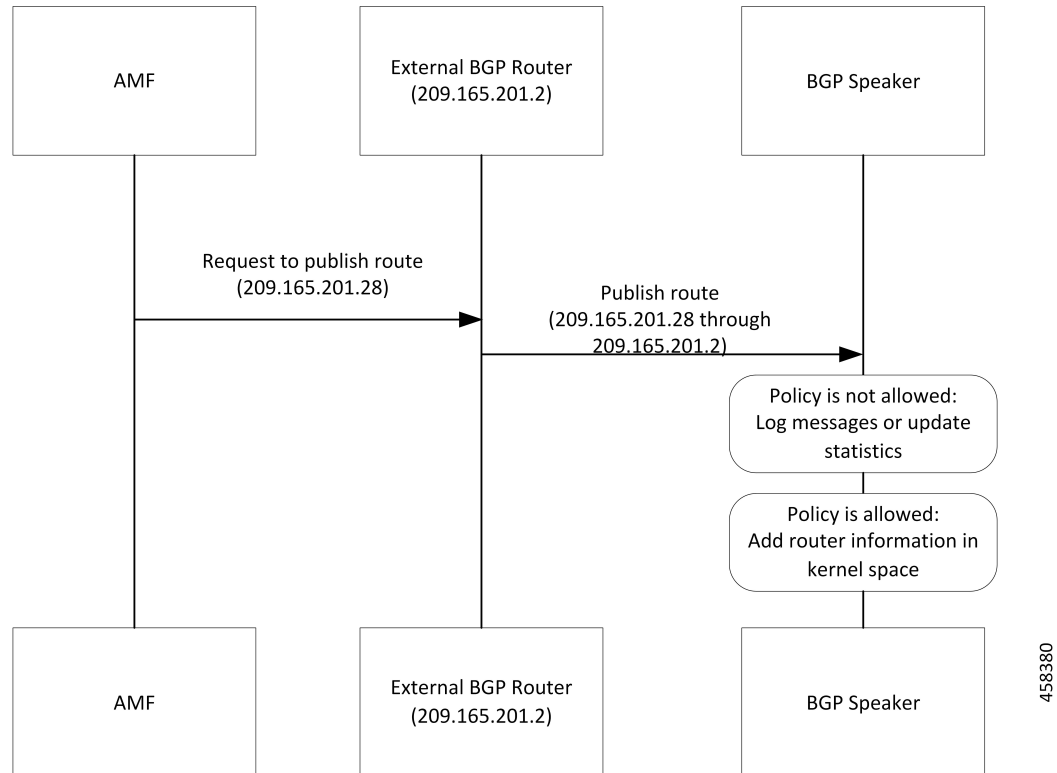 AMF
External BGP Router
(209.165.201.2)
BGP Speaker
Request to publish route
(209.165.201.28)
Publish route
(209.165.201.28 through
209.165.201.2)
Policy is not allowed:
Log messages or update
statistics
Policy is allowed:
Add router information in
kernel space
AMF
External BGP Router
(209.165.201.2)
BGP Speaker
458380